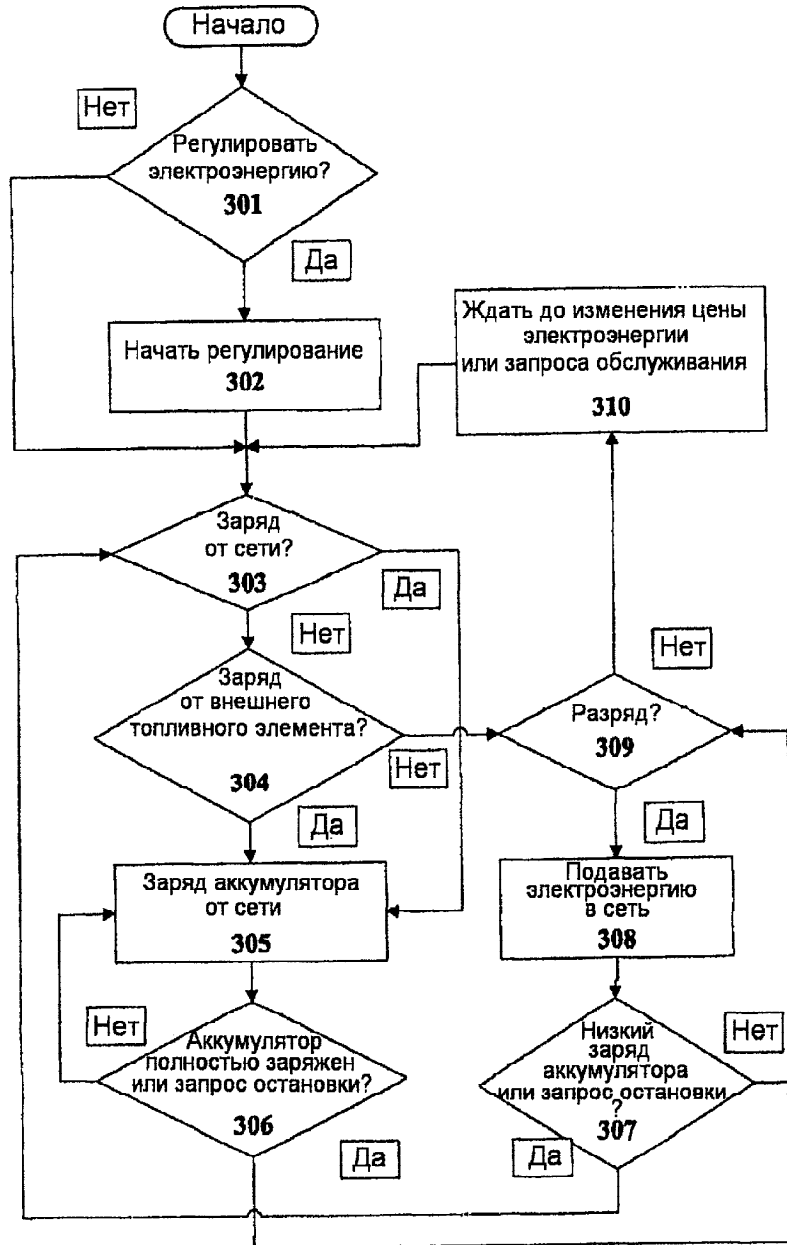 Начало
Нет
Регулировать
электроэнергию?
301
Да
Начать регулирование
302
Ждать до изменения цены
электроэнергии
или запроса обслуживания
310
Заряд
от сети?
303
Да
Нет
Заряд
от внешнего
топливного элемента?
304
Нет
Да
Разряд?
309
Нет
Да
Заряд аккумулятора
от сети
305
Подавать
электроэнергию
в сеть
308
Нет
Аккумулятор
полностью заряжен
или запрос остановки?
306
Да
Низкий
заряд
аккумулятора
или запрос остановки
?
307
Нет
Да